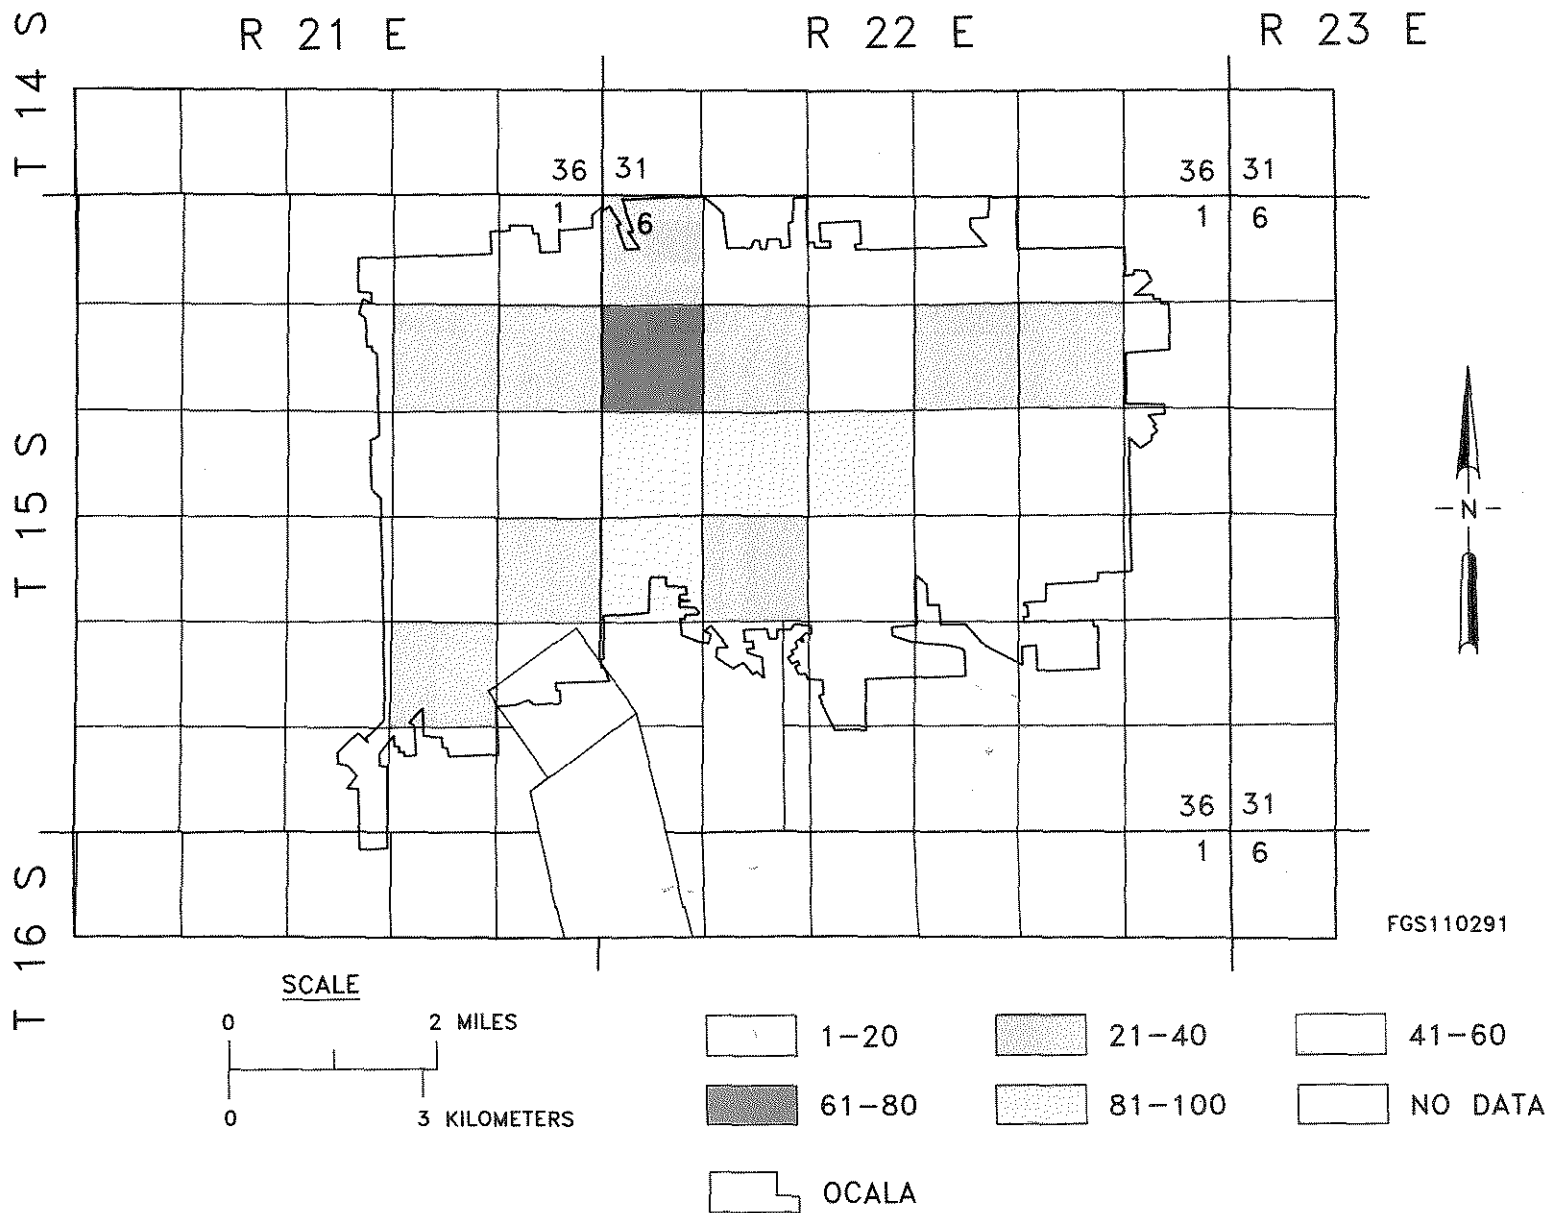 R 21 E
R 22 E
R 23 E
T 14 S
36 31
36 31
1 6
1 6
T 15 S
- N -
36 31
1 6
T 16 S
FGS110291
SCALE
0 2 MILES
0 3 KILOMETERS
1-20
21-40
41-60
61-80
81-100
NO DATA
OCALA